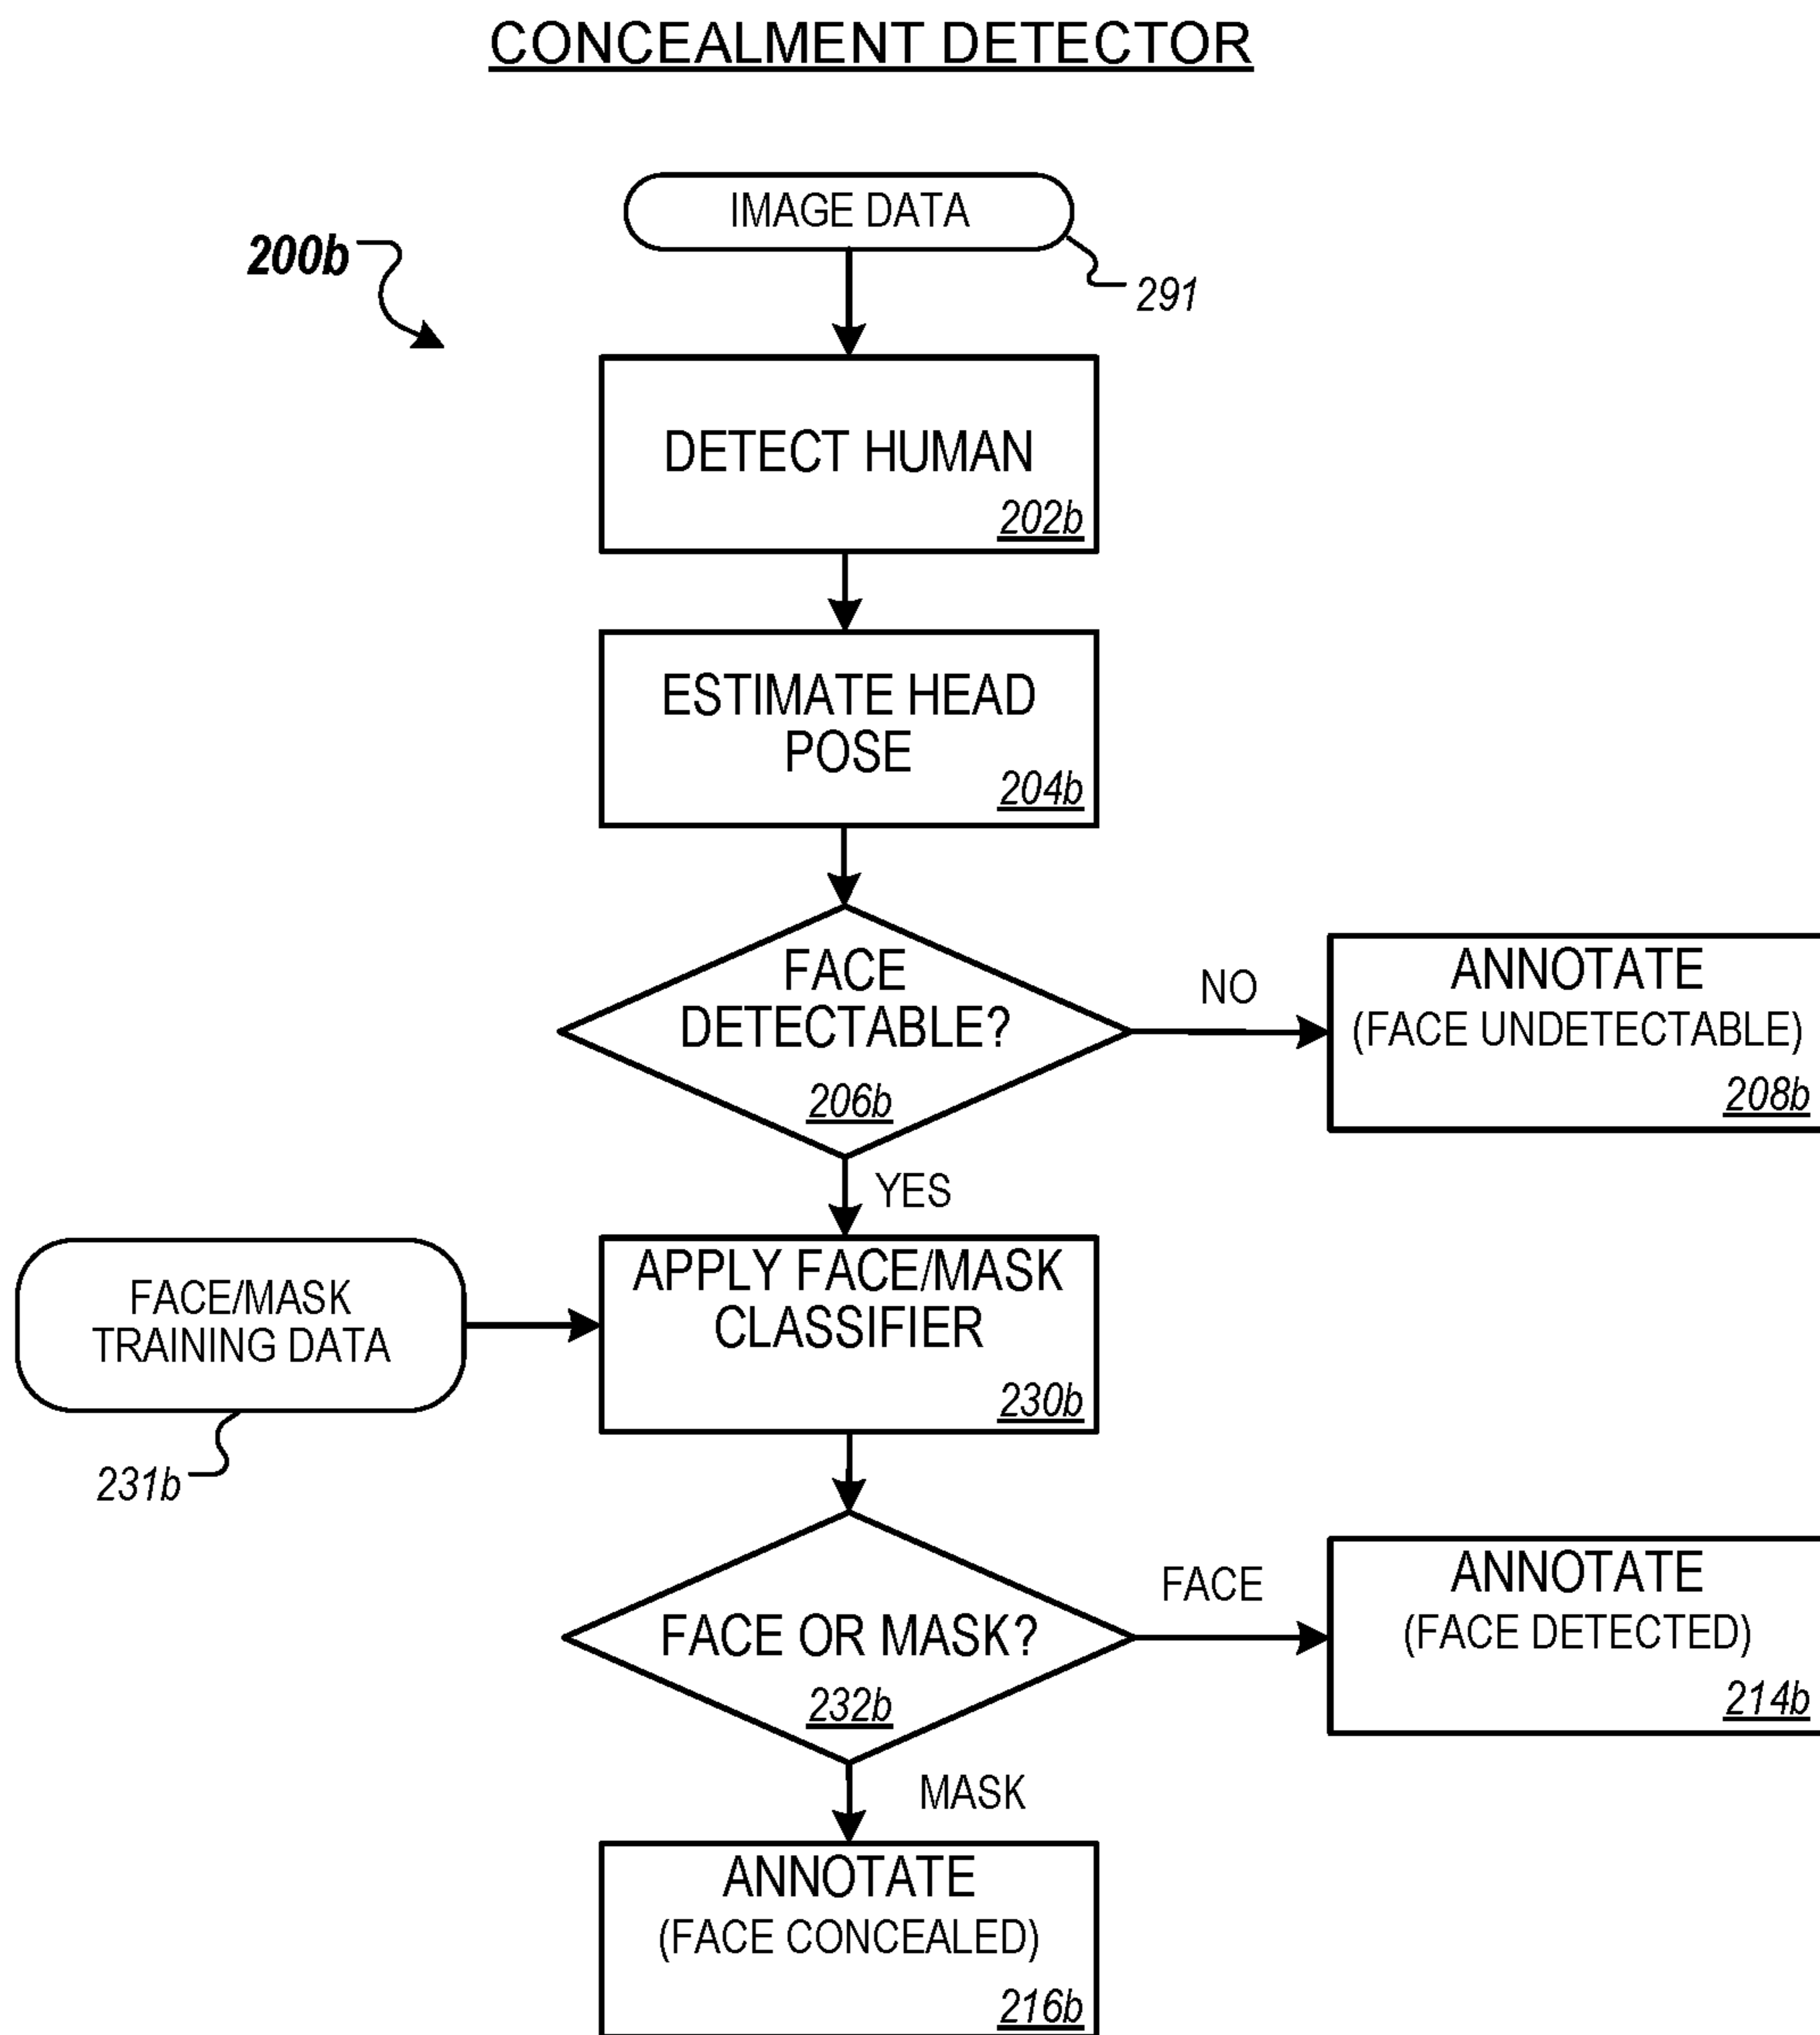 CONCEALMENT DETECTOR
IMAGE DATA
200b
291
DETECT HUMAN
202b
ESTIMATE HEAD
POSE
204b
FACE
DETECTABLE?
206b
NO
ANNOTATE
(FACE UNDETECTABLE)
208b
YES
FACE/MASK
TRAINING DATA
231b
APPLY FACE/MASK
CLASSIFIER
230b
FACE OR MASK?
232b
FACE
ANNOTATE
(FACE DETECTED)
214b
MASK
ANNOTATE
(FACE CONCEALED)
216b